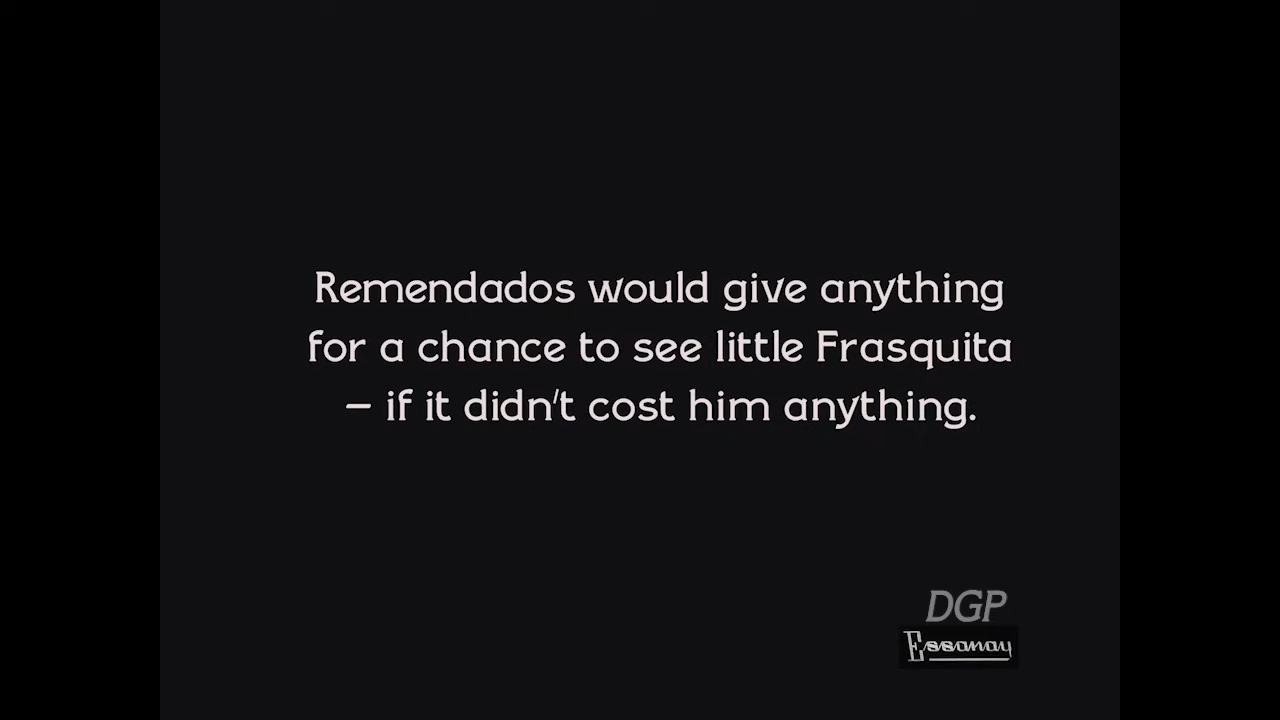 Remendados would give anything
for a chance to see little Frasquita
– if it didn't cost him anything.
DGP
Essanay